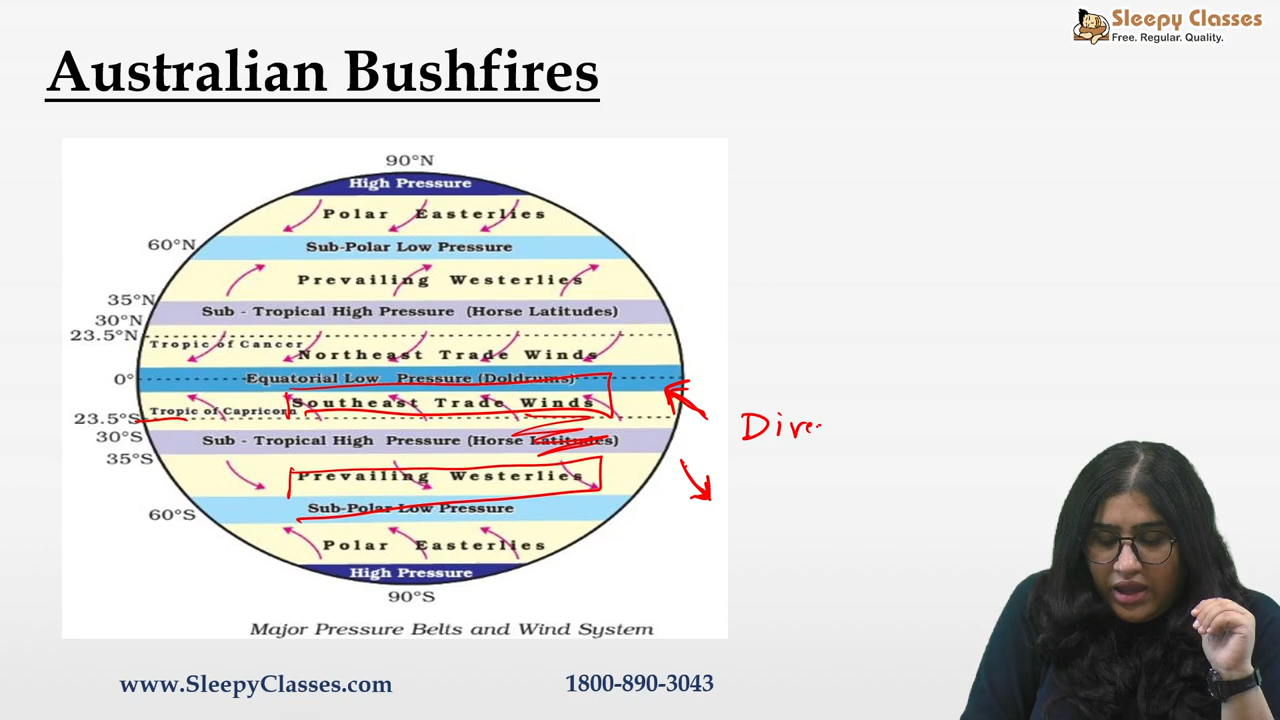 Sleepy Classes
Free. Regular. Quality.
Australian Bushfires
90°N
High Pressure
Polar Easterlies
60°N
Sub-Polar Low Pressure
Prevailing Westerlies
35°N
Sub - Tropical High Pressure (Horse Latitudes)
30°N
23.5°N
Tropic of Cancer
Northeast Trade Winds
0°
Equatorial Low Pressure (Doldrums)
Southeast Trade Winds
Tropic of Capricorn
23.5°S
30°S
Sub - Tropical High Pressure (Horse Latitudes)
35°S
Prevailing Westerlies
60°S
Sub-Polar Low Pressure
Polar Easterlies
High Pressure
90°S
Major Pressure Belts and Wind System
www.SleepyClasses.com
1800-890-3043